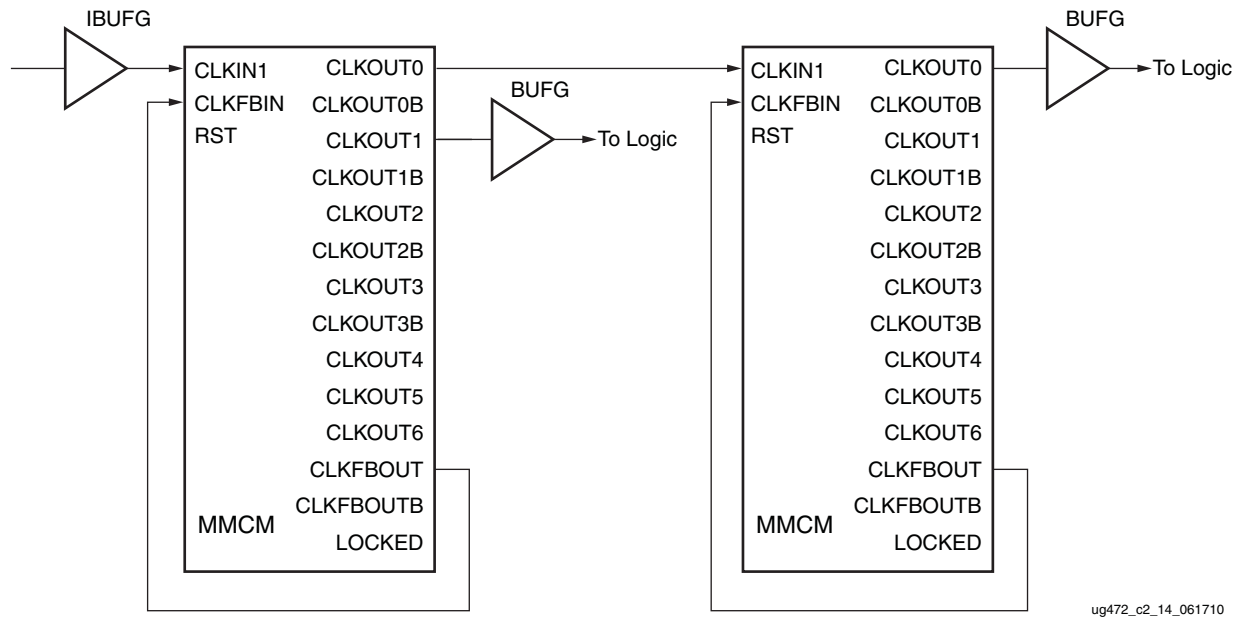 IBUFG
CLKIN1
CLKFBIN
RST
CLKOUT0
CLKOUT0B
CLKOUT1
CLKOUT1B
CLKOUT2
CLKOUT2B
CLKOUT3
CLKOUT3B
CLKOUT4
CLKOUT5
CLKOUT6
CLKFBOUT
CLKFBOUTB
LOCKED
MMCM
BUFG
To Logic
CLKIN1
CLKFBIN
RST
CLKOUT0
CLKOUT0B
CLKOUT1
CLKOUT1B
CLKOUT2
CLKOUT2B
CLKOUT3
CLKOUT3B
CLKOUT4
CLKOUT5
CLKOUT6
CLKFBOUT
CLKFBOUTB
LOCKED
MMCM
BUFG
To Logic
ug472_c2_14_061710